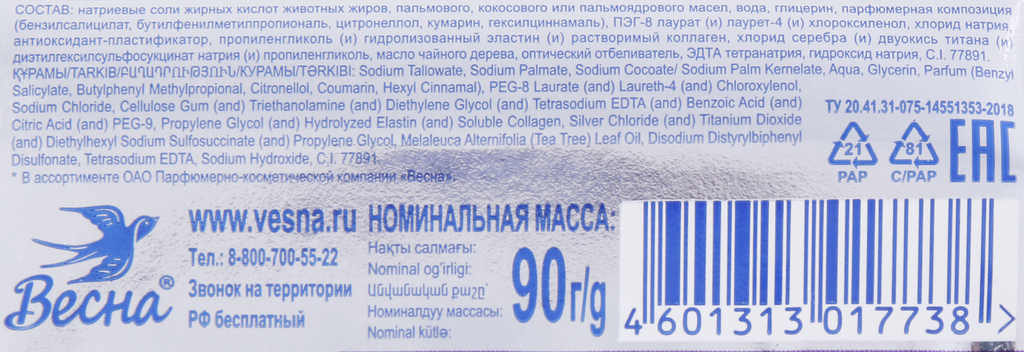 СОСТАВ: натриевые соли жирных кислот животных жиров, пальмового, кокосового или пальмоядрового масел, вода, глицерин, парфюмерная композиция
(бензилсалицилат, бутилфенилметилпропиональ, цитронеллол, кумарин, гексилциннамаль), ПЭГ-8 лаурат (и) лаурет-4 (и) хлороксиленол, хлорид натрия,
антиоксидант-пластификатор, пропиленгликоль (и) гидролизованный эластин (и) растворимый коллаген, хлорид серебра (и) двуокись титана (и)
диэтилгексилсульфосукцинат натрия (и) пропиленгликоль, масло чайного дерева, оптический отбеливатель, ЭДТА тетранатрия, гидроксид натрия, C.I. 77891.
ҚҰРАМЫ/TARKIB/ԲԱՂԱԴՐՈՒԹՅՈՒՆ/КУРАМЫ/TƏRKIBI: Sodium Tallowate, Sodium Palmate, Sodium Cocoate/ Sodium Palm Kernelate, Aqua, Glycerin, Parfum (Benzyl
Salicylate, Butylphenyl Methylpropional, Citronellol, Coumarin, Hexyl Cinnamal), PEG-8 Laurate (and) Laureth-4 (and) Chloroxylenol,
Sodium Chloride, Cellulose Gum (and) Triethanolamine (and) Diethylene Glycol (and) Tetrasodium EDTA (and) Benzoic Acid (and)
Citric Acid (and) PEG-9, Propylene Glycol (and) Hydrolyzed Elastin (and) Soluble Collagen, Silver Chloride (and) Titanium Dioxide
(and) Diethylhexyl Sodium Sulfosuccinate (and) Propylene Glycol, Melaleuca Alternifolia (Tea Tree) Leaf Oil, Disodium Distyrylbiphenyl
Disulfonate, Tetrasodium EDTA, Sodium Hydroxide, C.I. 77891.
* В ассортименте ОАО Парфюмерно-косметической компании «Весна».
ТУ 20.41.31-075-14551353-2018
21 81 EAC
PAP C/PAP
Весна®
www.vesna.ru
Тел.: 8-800-700-55-22
Звонок на территории
РФ бесплатный
НОМИНАЛЬНАЯ МАССА:
Нақты салмағы:
Nominal og'irligi:
Անվանական քաշը՝
Номиналдуу массасы:
Nominal kütlə:
90 г/g
4 601313 017738 >